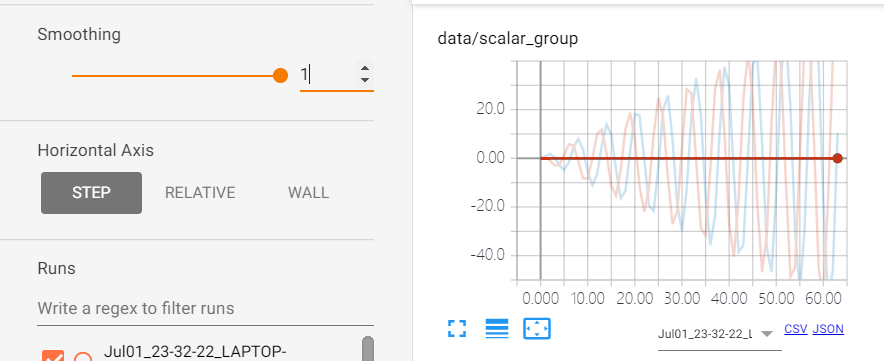 Smoothing
1
Horizontal Axis
STEP RELATIVE WALL
Runs
Write a regex to filter runs
Jul01_23-32-22_LAPTOP-
data/scalar_group
20.0
0.00
-20.0
-40.0
0.000 10.00 20.00 30.00 40.00 50.00 60.00
Jul01_23-32-22_L CSV JSON